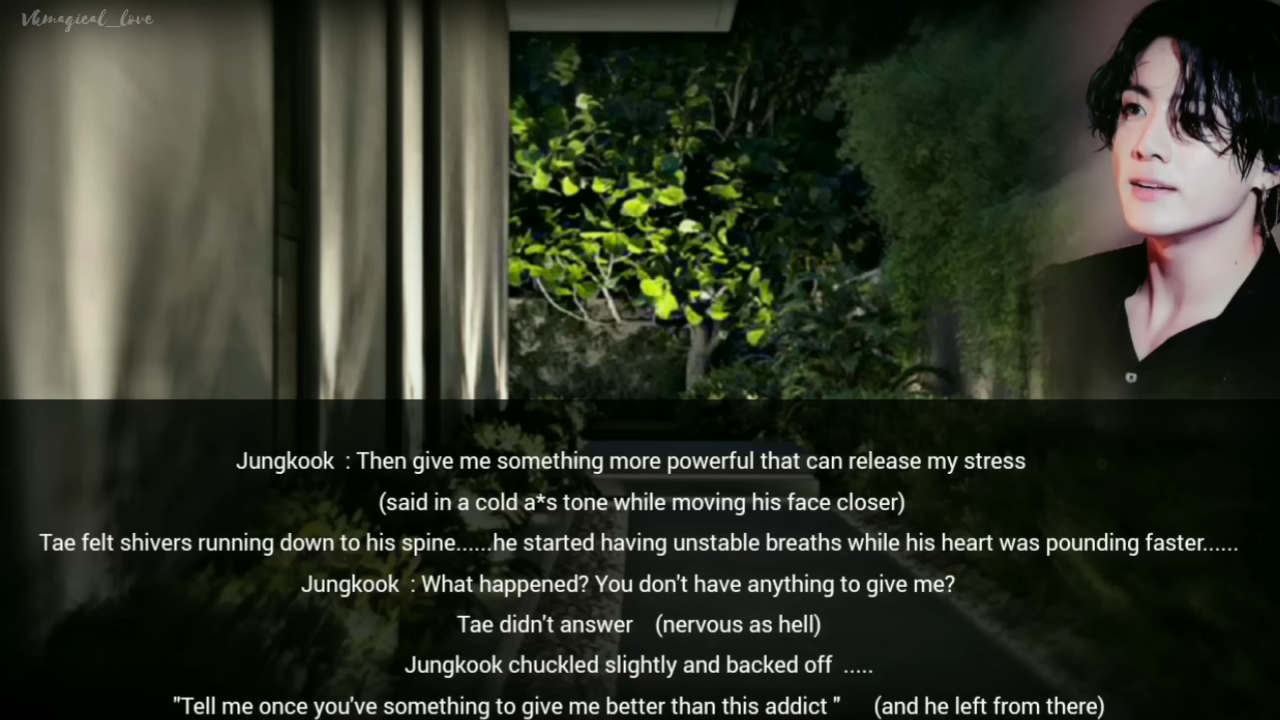 Vkmagical_love
Jungkook : Then give me something more powerful that can release my stress
(said in a cold a*s tone while moving his face closer)
Tae felt shivers running down to his spine......he started having unstable breaths while his heart was pounding faster......
Jungkook : What happened? You don't have anything to give me?
Tae didn't answer (nervous as hell)
Jungkook chuckled slightly and backed off .....
"Tell me once you've something to give me better than this addict " (and he left from there)